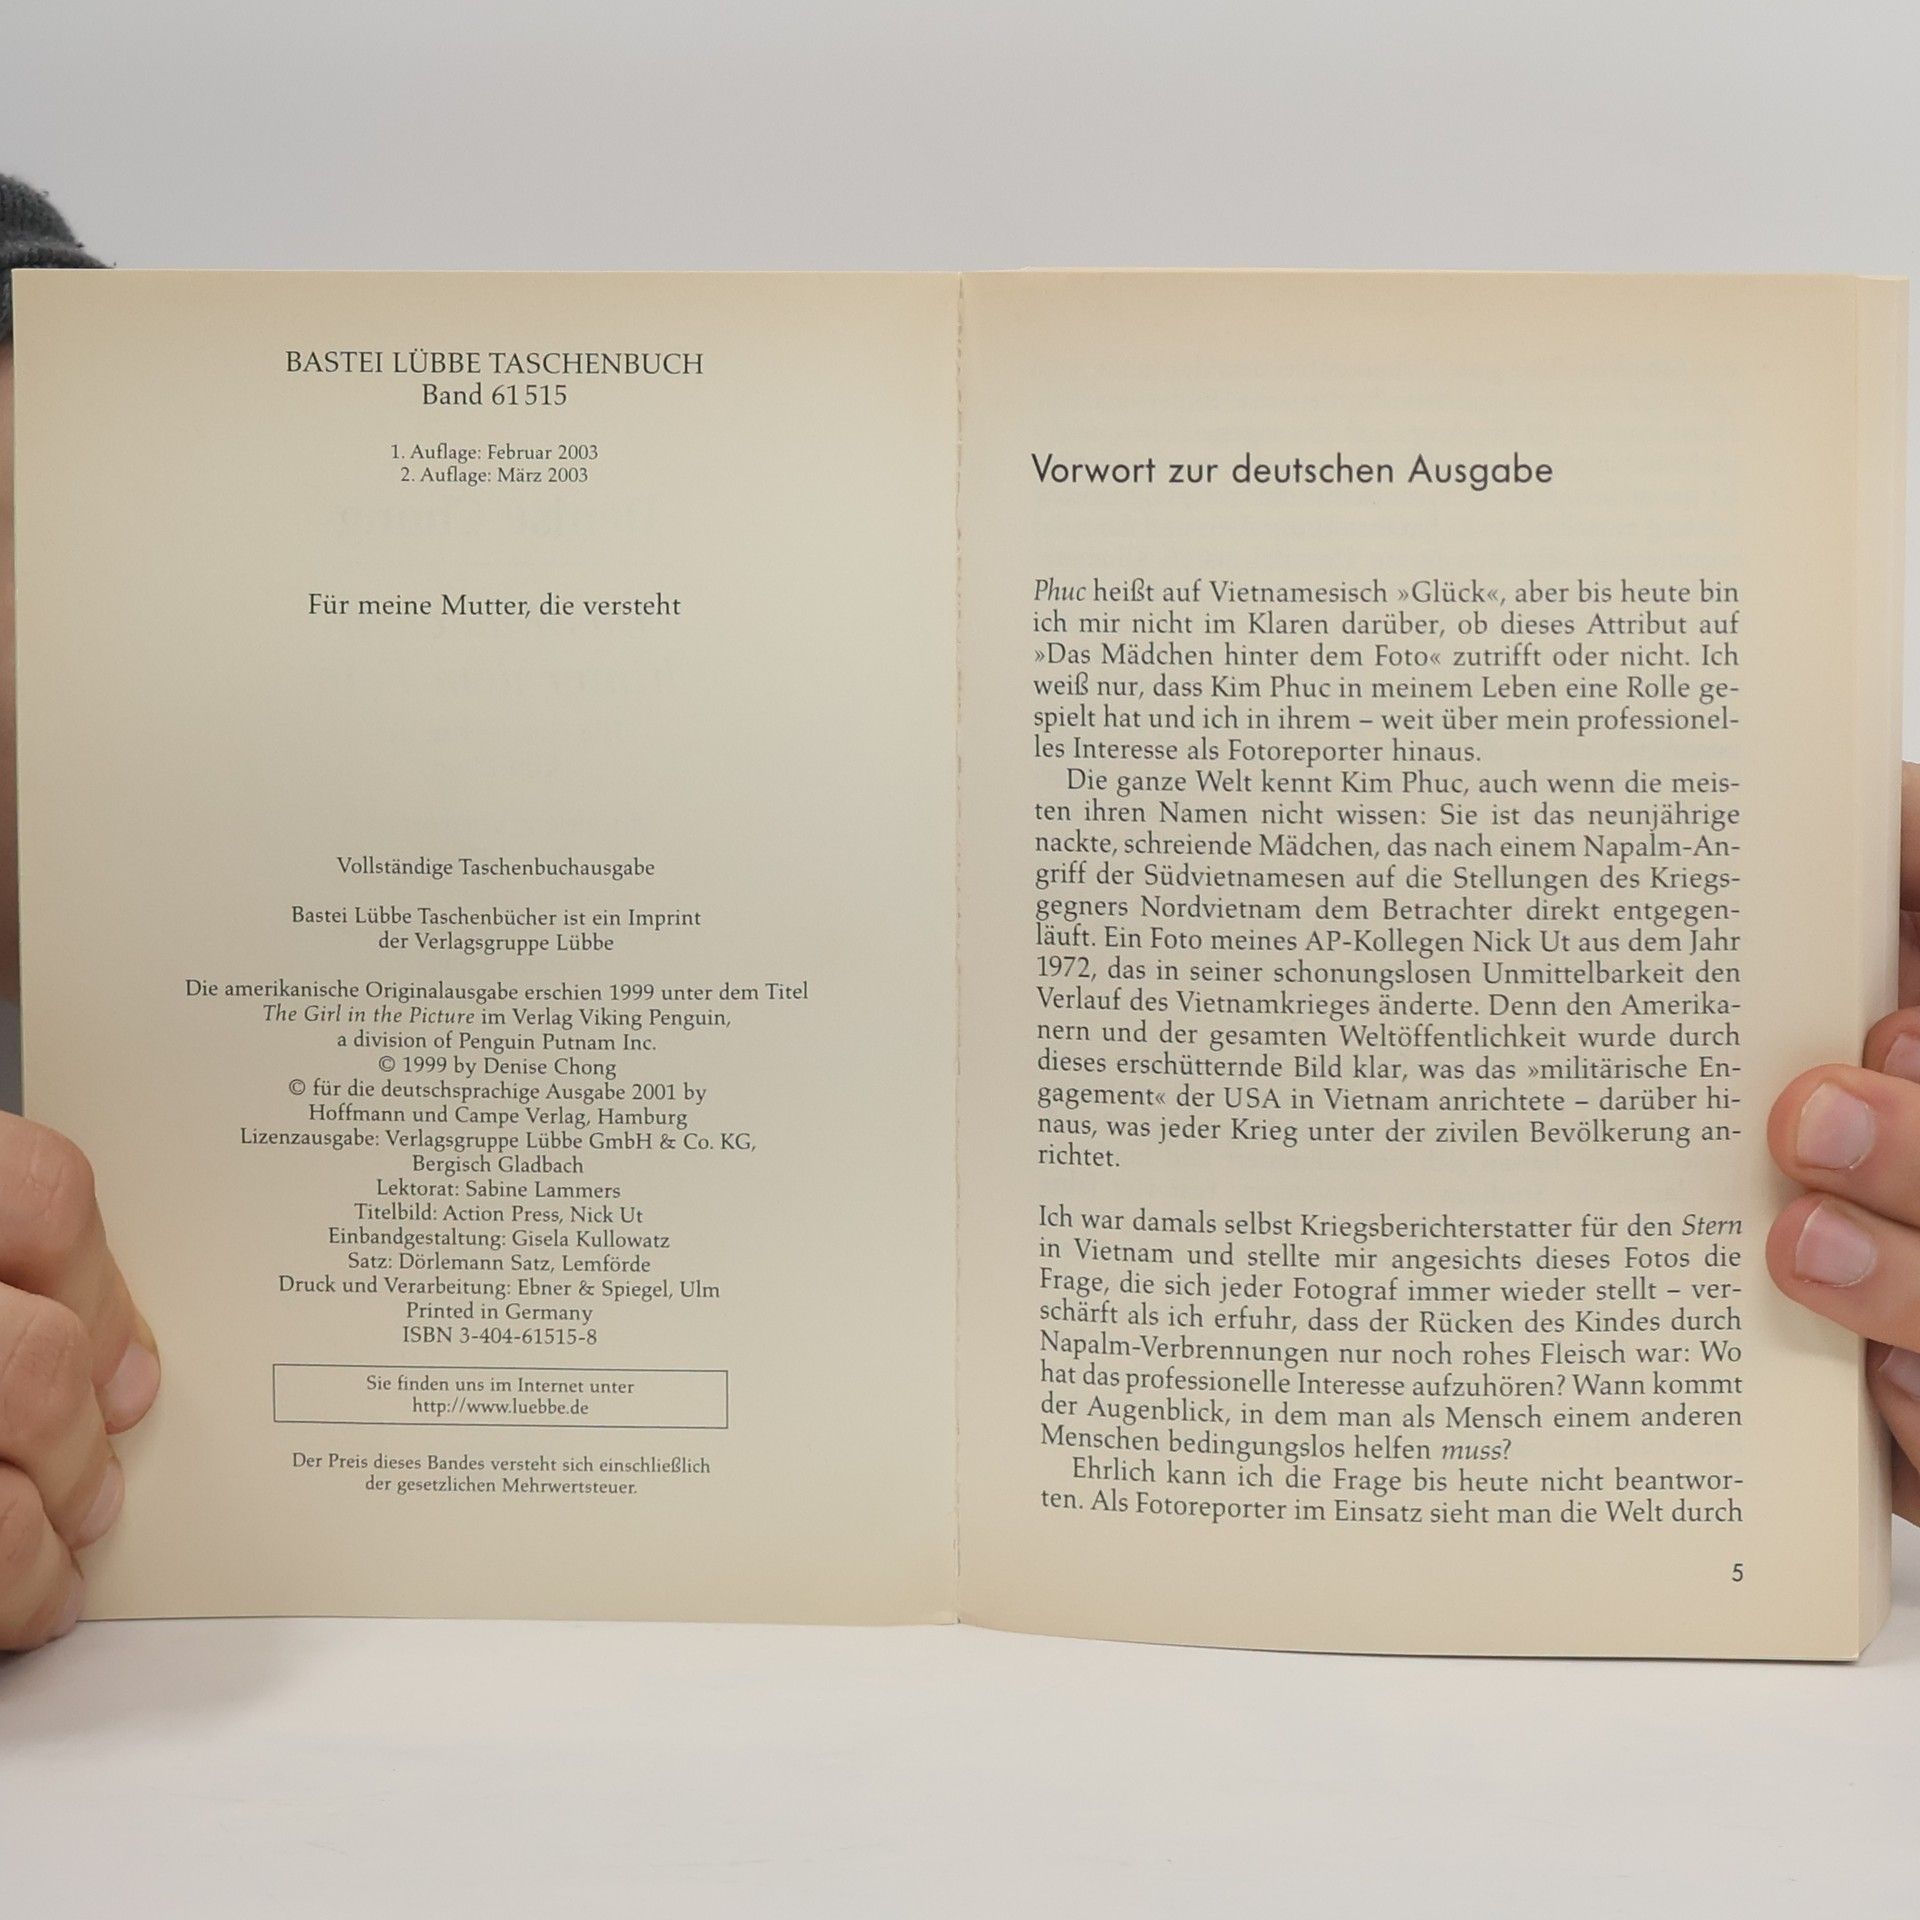 BASTEI LÜBBE TASCHENBUCH
Band 61 515
1. Auflage: Februar 2003
2. Auflage: März 2003
Für meine Mutter, die versteht
Vollständige Taschenbuchausgabe
Bastei Lübbe Taschenbücher ist ein Imprint
der Verlagsgruppe Lübbe
Die amerikanische Originalausgabe erschien 1999 unter dem Titel
The Girl in the Picture im Verlag Viking Penguin,
a division of Penguin Putnam Inc.
© 1999 by Denise Chong
© für die deutschsprachige Ausgabe 2001 by
Hoffmann und Campe Verlag, Hamburg
Lizenzausgabe: Verlagsgruppe Lübbe GmbH & Co. KG,
Bergisch Gladbach
Lektorat: Sabine Lammers
Titelbild: Action Press, Nick Ut
Einbandgestaltung: Gisela Kullowatz
Satz: Dörlemann Satz, Lemförde
Druck und Verarbeitung: Ebner & Spiegel, Ulm
Printed in Germany
ISBN 3-404-61515-8
Sie finden uns im Internet unter
http://www.luebbe.de
Der Preis dieses Bandes versteht sich einschließlich
der gesetzlichen Mehrwertsteuer.
Vorwort zur deutschen Ausgabe
Phuc heißt auf Vietnamesisch »Glück«, aber bis heute bin
ich mir nicht im Klaren darüber, ob dieses Attribut auf
»Das Mädchen hinter dem Foto« zutrifft oder nicht. Ich
weiß nur, dass Kim Phuc in meinem Leben eine Rolle ge-
spielt hat und ich in ihrem – weit über mein professionel-
les Interesse als Fotoreporter hinaus.
Die ganze Welt kennt Kim Phuc, auch wenn die meis-
ten ihren Namen nicht wissen: Sie ist das neunjährige
nackte, schreiende Mädchen, das nach einem Napalm-An-
griff der Südvietnamesen auf die Stellungen des Kriegs-
gegners Nordvietnam dem Betrachter direkt entgegen-
läuft. Ein Foto meines AP-Kollegen Nick Ut aus dem Jahr
1972, das in seiner schonungslosen Unmittelbarkeit den
Verlauf des Vietnamkrieges änderte. Denn den Amerika-
nern und der gesamten Weltöffentlichkeit wurde durch
dieses erschütternde Bild klar, was das »militärische En-
gagement« der USA in Vietnam anrichtete – darüber hi-
naus, was jeder Krieg unter der zivilen Bevölkerung an-
richtet.
Ich war damals selbst Kriegsberichterstatter für den Stern
in Vietnam und stellte mir angesichts dieses Fotos die
Frage, die sich jeder Fotograf immer wieder stellt – ver-
schärft als ich erfuhr, dass der Rücken des Kindes durch
Napalm-Verbrennungen nur noch rohes Fleisch war: Wo
hat das professionelle Interesse aufzuhören? Wann kommt
der Augenblick, in dem man als Mensch einem anderen
Menschen bedingungslos helfen muss?
Ehrlich kann ich die Frage bis heute nicht beantwor-
ten. Als Fotoreporter im Einsatz sieht man die Welt durch
5